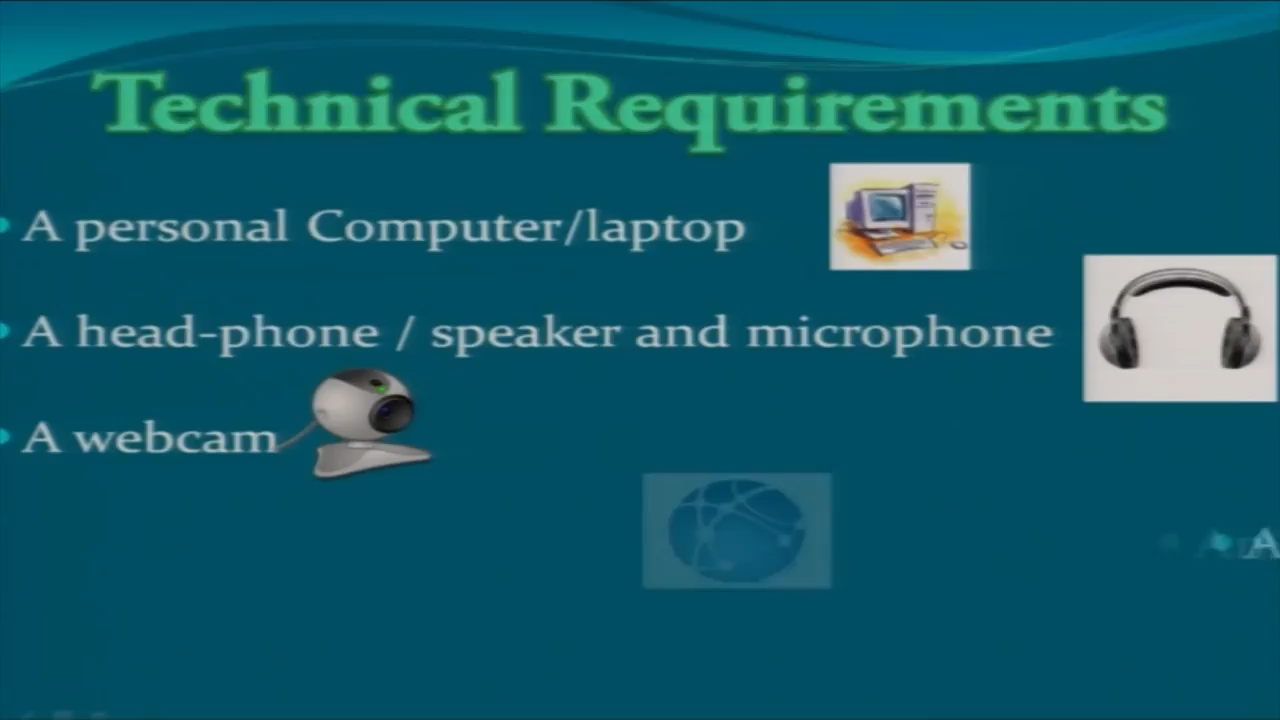 Technical Requirements
• A personal Computer/laptop
• A head-phone / speaker and microphone
• A webcam
• A